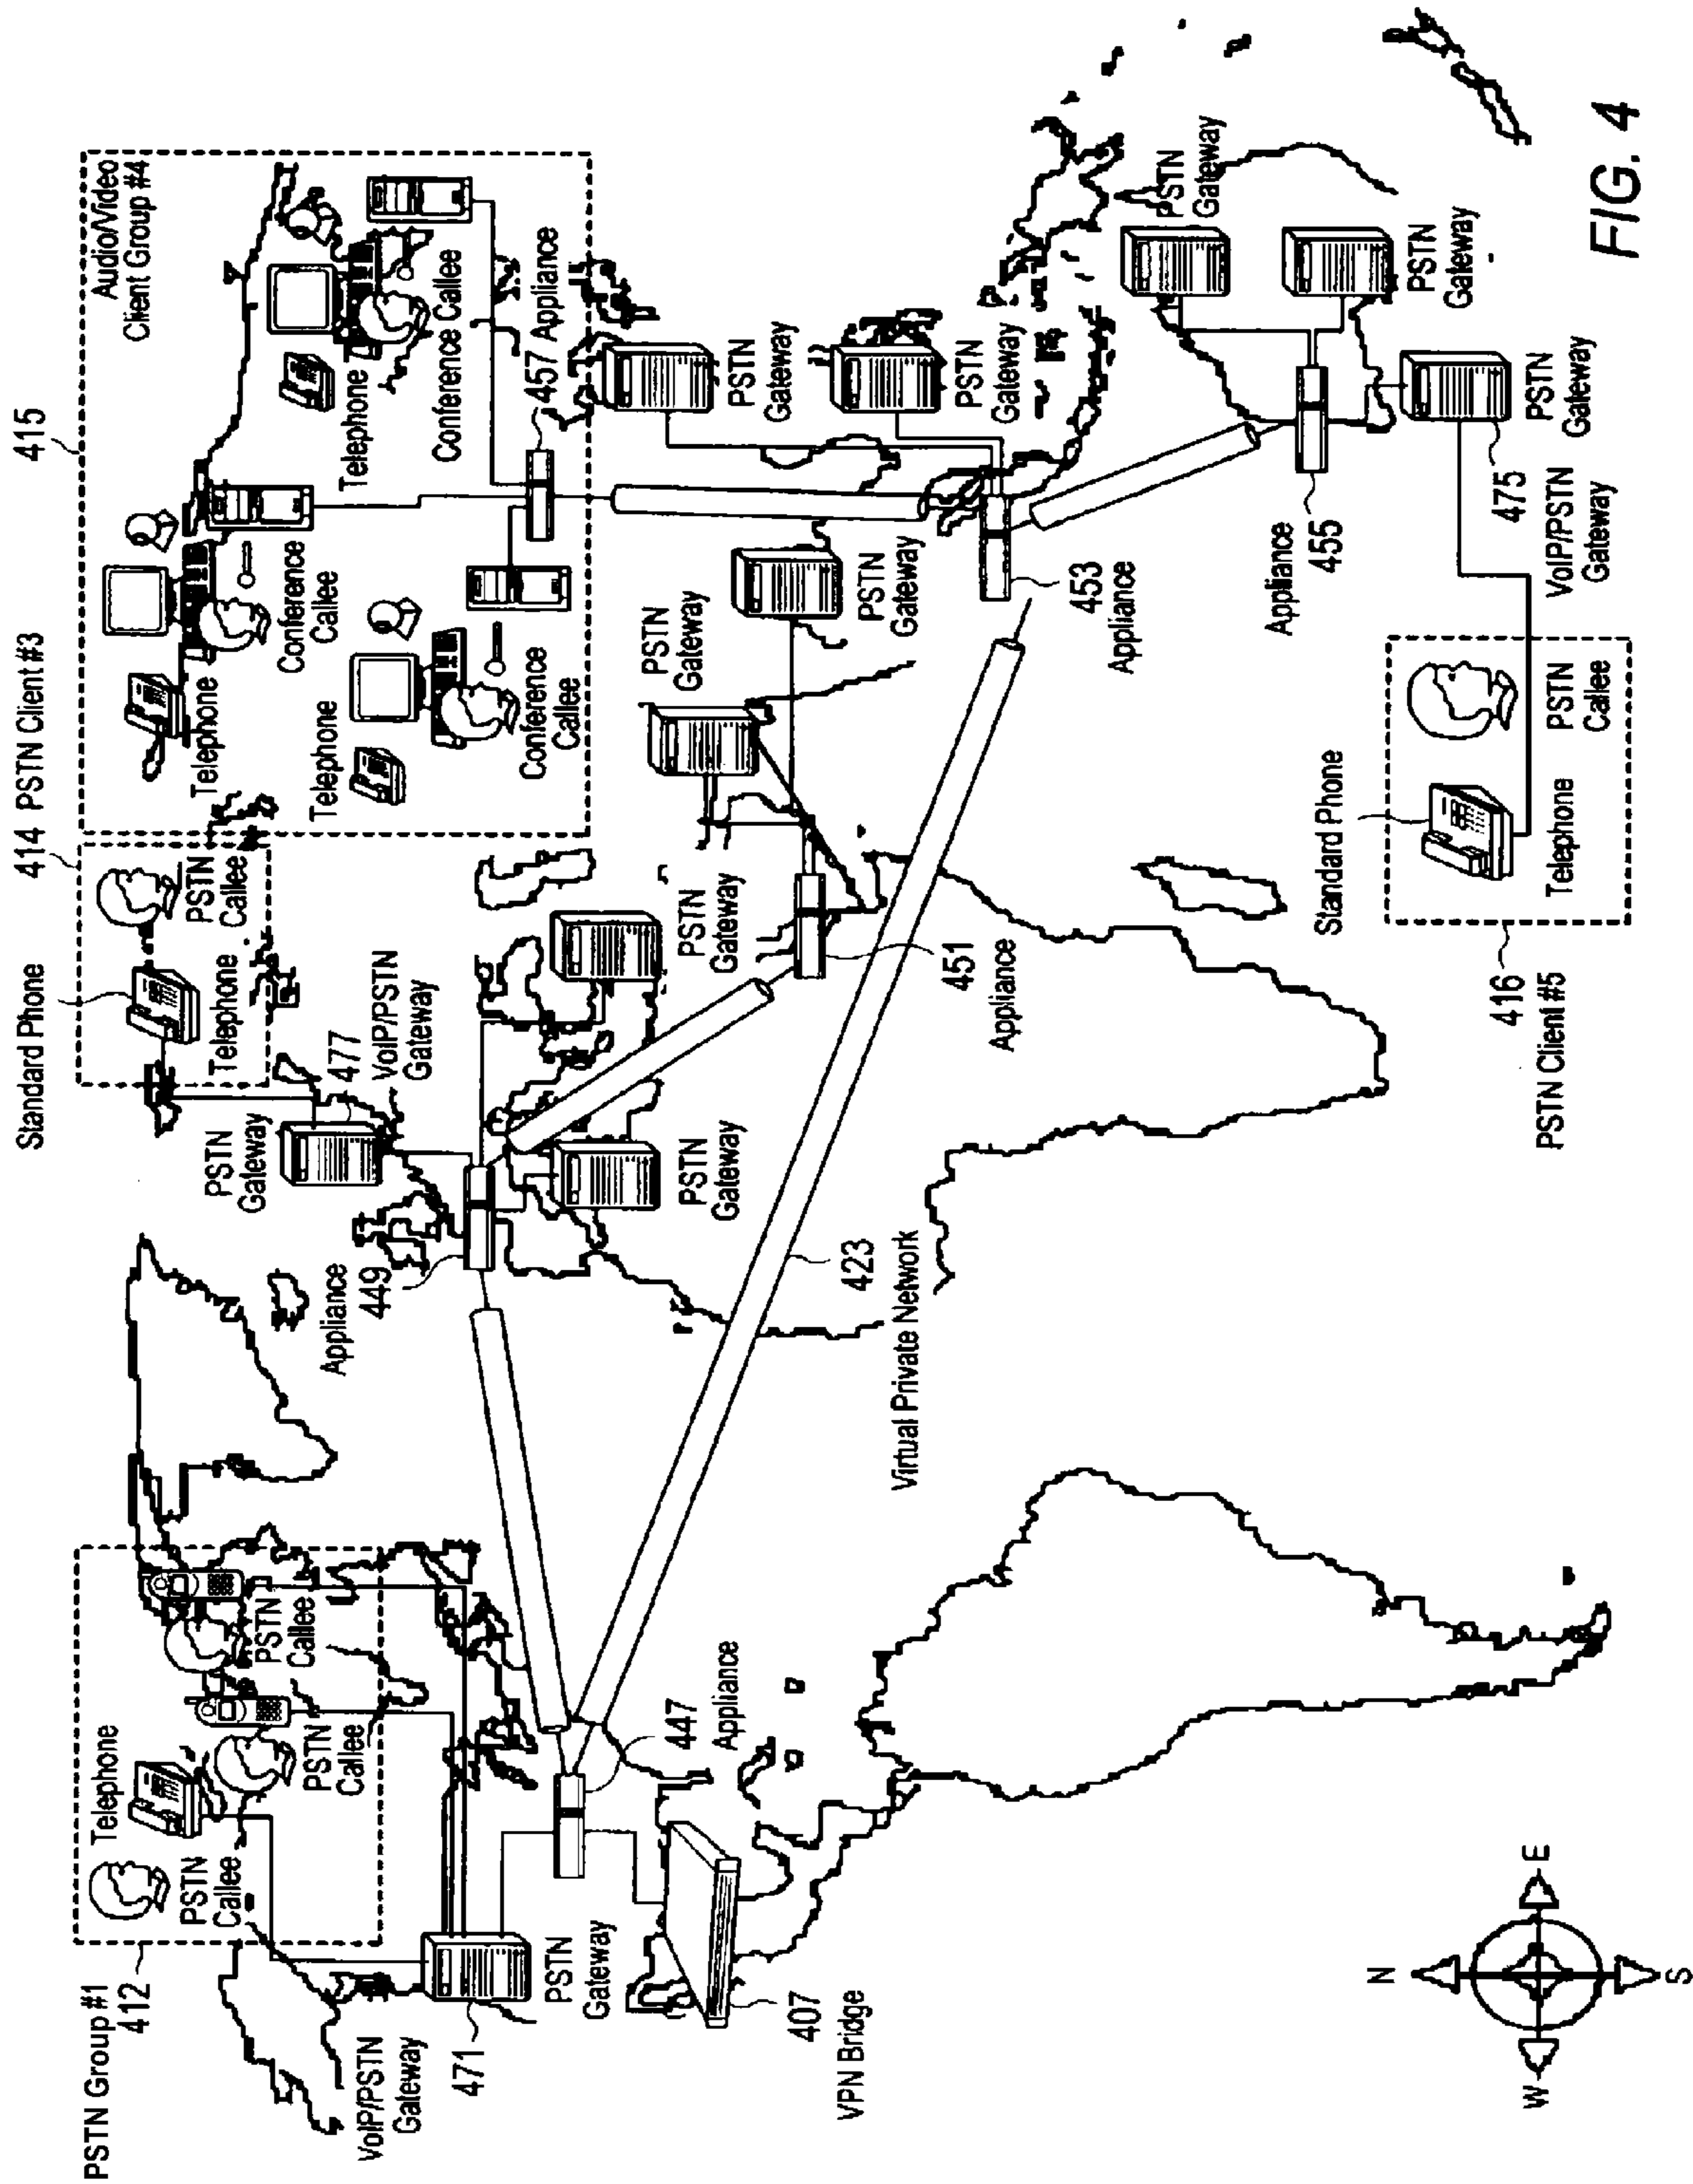 PSTN Group #1
412
Telephone
PSTN
Callee
PSTN
Callee
PSTN
Callee
VoIP/PSTN
Gateway
471
PSTN
Gateway
407
VPN Bridge
447
Appliance
Standard Phone
414 PSTN Client #3
PSTN
Callee
Telephone
PSTN
Gateway
477
VoIP/PSTN
Gateway
Appliance
449
PSTN
Gateway
PSTN
Gateway
451
Appliance
423
Virtual Private Network
415
Audio/Video
Client Group #4
Telephone
Conference
Callee
Telephone
Conference
Callee
Telephone
Conference Callee
457 Appliance
PSTN
Gateway
PSTN
Gateway
PSTN
Gateway
PSTN
Gateway
453
Appliance
PSTN
Gateway
PSTN
Gateway
Appliance
455
PSTN
Gateway
475
VoIP/PSTN
Gateway
Standard Phone
Telephone
PSTN
Callee
416
PSTN Client #5
N
W
E
S
FIG. 4